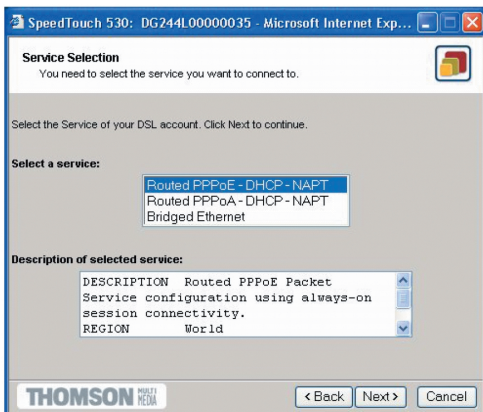 SpeedTouch 530: DG244L00000035 - Microsoft Internet Exp...
Service Selection
You need to select the service you want to connect to.
Select the Service of your DSL account. Click Next to continue.
Select a service:
Routed PPPoE - DHCP - NAPT
Routed PPPoA - DHCP - NAPT
Bridged Ethernet
Description of selected service:
DESCRIPTION Routed PPPoE Packet
Service configuration using always-on
session connectivity.
REGION World
THOMSON MULTI MEDIA
< Back Next > Cancel